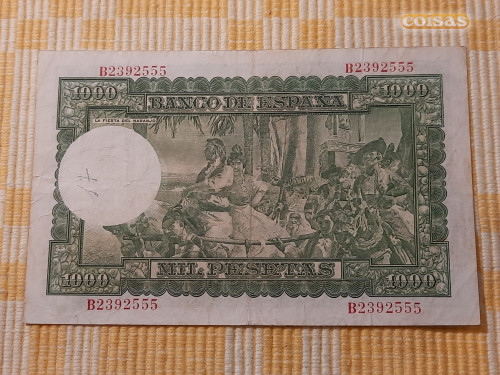 coisas
B2392555 B2392555
1000 BANCO DE ESPAÑA 1000
LA FIESTA DEL NARANJO
1000 MIL PESETAS 1000
B2392555 B2392555